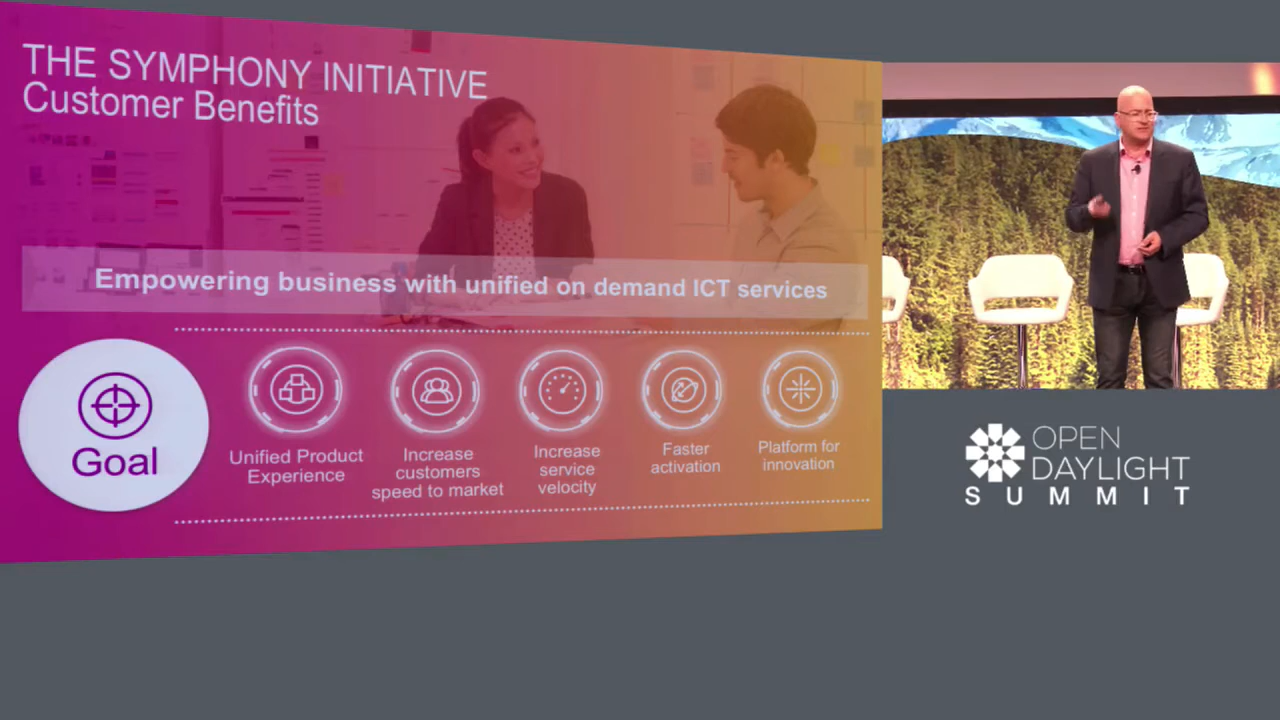 THE SYMPHONY INITIATIVE
Customer Benefits
Empowering business with unified on demand ICT services
Goal
Unified Product
Experience
Increase
customers
speed to market
Increase
service
velocity
Faster
activation
Platform for
innovation
OPEN
DAYLIGHT
SUMMIT